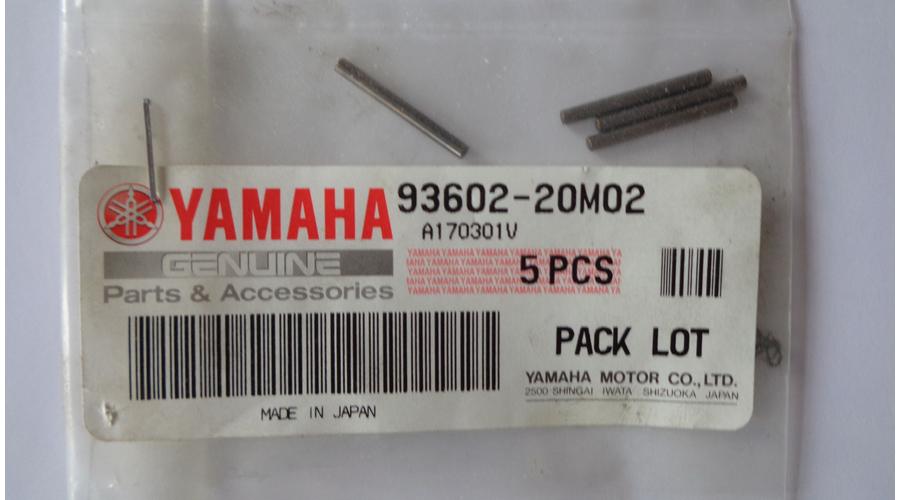 YAMAHA 93602-20M02
A170301V
GENUINE
5 PCS
Parts & Accessories
PACK LOT
YAMAHA MOTOR CO.,LTD.
2500 SHINGAI IWATA SHIZUOKA JAPAN
MADE IN JAPAN